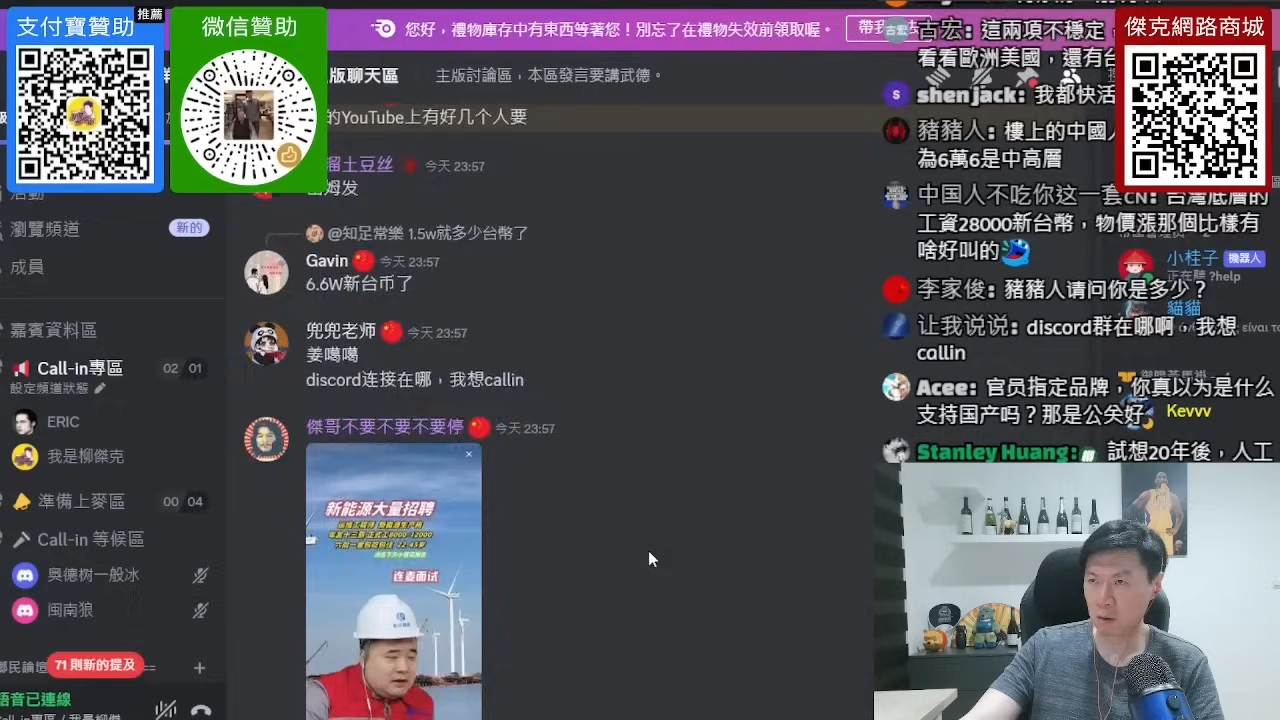 支付寶贊助
推薦
微信贊助
您好，禮物庫存中有東西等著您！別忘了在禮物失效前領取喔。
傑克網路商城
版聊天區
主版討論區，本區發言要講武德。
的YouTube上有好几个人要
溜土豆丝
今天 23:57
出姆发
瀏覽頻道
新的
成員
@知足常樂 1.5w就多少台幣了
Gavin 今天 23:57
6.6W新台币了
嘉賓資料區
兜兜老师 今天 23:57
姜噶噶
discord连接在哪，我想callin
Call-in專區 02 01
設定頻道狀態
ERIC
我是柳傑克
傑哥不要不要不要停 今天 23:57
準備上麥區 00 04
Call-in 等候區
奥德树一般冰
闽南狼
新能源大量招聘
连麦面试
71 則新的提及
語音已連線
古宏: 這兩項不穩定
看看歐洲美國，還有台
shenjack: 我都快活
豬豬人: 樓上的中國人
為6萬6是中高層
中国人不吃你这一套CN: 台灣底層的
工資28000新台幣，物價漲那個比樣有
啥好叫的
小桂子 機器人
正在聽 ?help
李家俊: 豬豬人请问你是多少？
貓貓
让我说说: discord群在哪啊，我想
callin
Acee: 官员指定品牌，你真以为是什么
支持国产吗？那是公关好
Kevvv
Stanley Huang: 試想20年後，人工